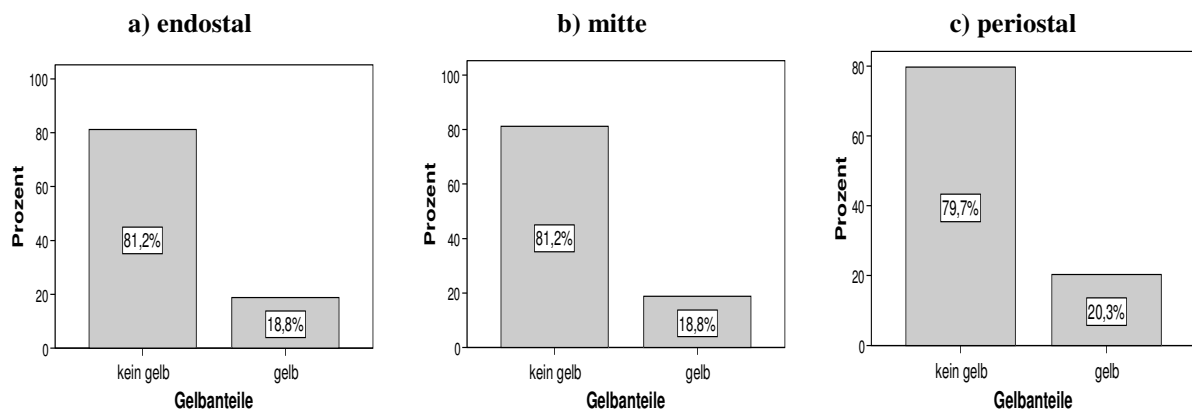 a) endostal
Prozent
100
80
60
40
20
0
81,2%
18,8%
kein gelb
gelb
Gelbanteile
b) mitte
Prozent
100
80
60
40
20
0
81,2%
18,8%
kein gelb
gelb
Gelbanteile
c) periostal
Prozent
80
60
40
20
0
79,7%
20,3%
kein gelb
gelb
Gelbanteile